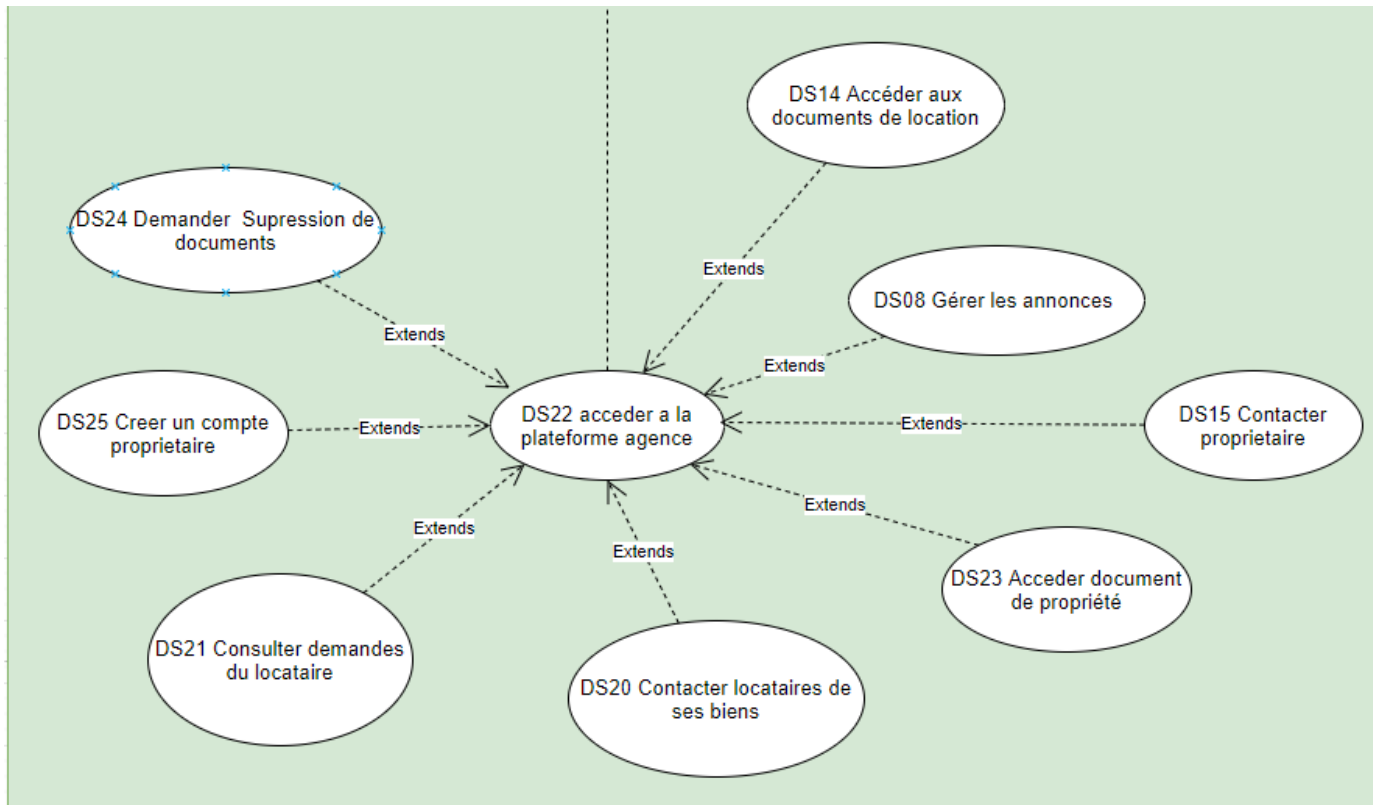 DS14 Accéder aux
documents de location
DS24 Demander Supression de
documents
Extends
DS08 Gérer les annonces
Extends
Extends
DS25 Creer un compte
proprietaire
Extends
DS22 acceder a la
plateforme agence
Extends
DS15 Contacter
proprietaire
Extends
Extends
Extends
DS23 Acceder document
de propriété
DS21 Consulter demandes
du locataire
DS20 Contacter locataires de
ses biens